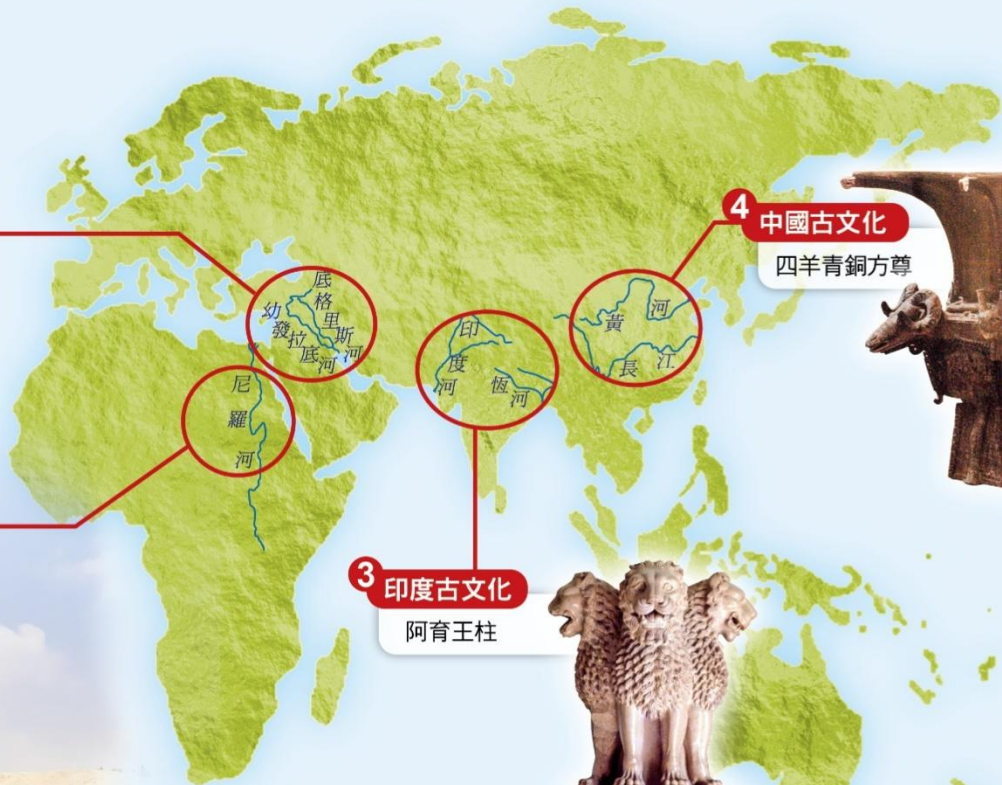 4 中國古文化
四羊青銅方尊
底格里斯河
幼發拉底河
尼羅河
印度河
恆河
黃河
長江
3 印度古文化
阿育王柱